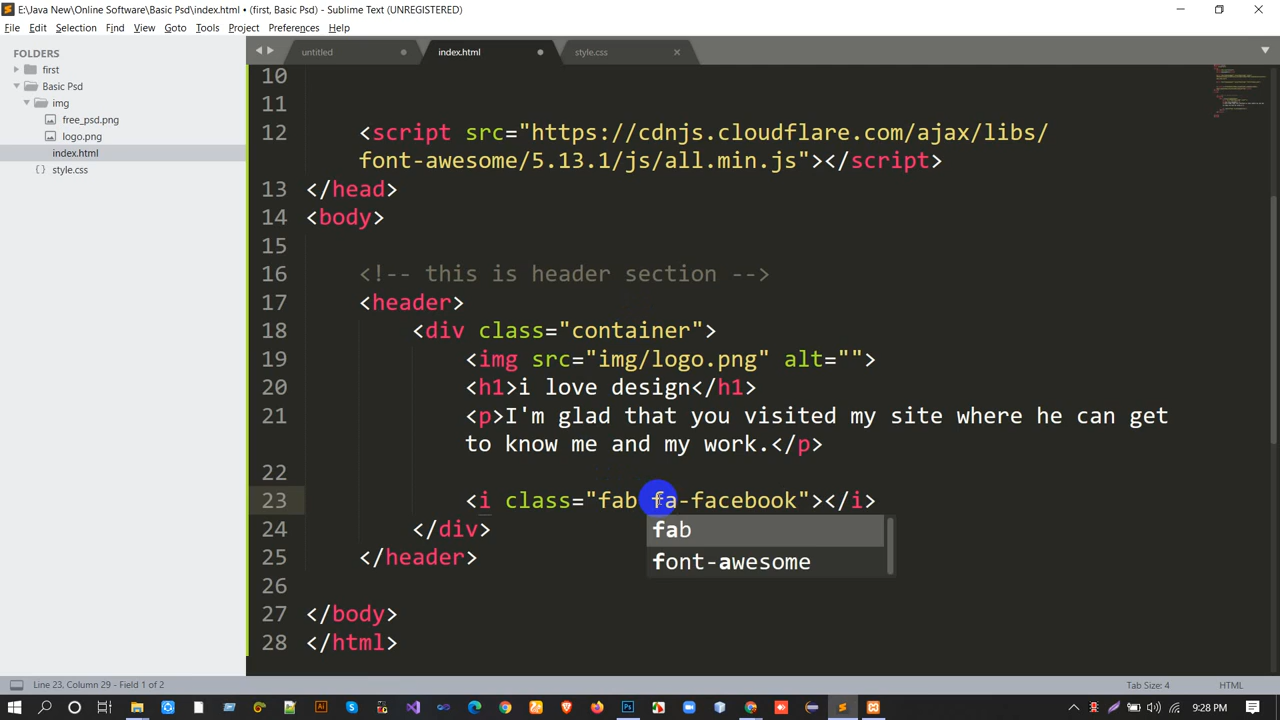 E:\Java New\Online Software\Basic Psd\index.html • (first, Basic Psd) - Sublime Text (UNREGISTERED)
File Edit Selection Find View Goto Tools Project Preferences Help
FOLDERS
first
Basic Psd
img
free_psd.png
logo.png
index.html
style.css
untitled
index.html
style.css
10
11
12 <script src="https://cdnjs.cloudflare.com/ajax/libs/
font-awesome/5.13.1/js/all.min.js"></script>
13 </head>
14 <body>
15
16 <!-- this is header section -->
17 <header>
18 <div class="container">
19 <img src="img/logo.png" alt="">
20 <h1>i love design</h1>
21 <p>I'm glad that you visited my site where he can get
to know me and my work.</p>
22
23 <i class="fab fa-facebook"></i>
fab
font-awesome
24 </div>
25 </header>
26
27 </body>
28 </html>
Line 23, Column 29 - Field 1 of 2
Tab Size: 4
HTML
9:28 PM